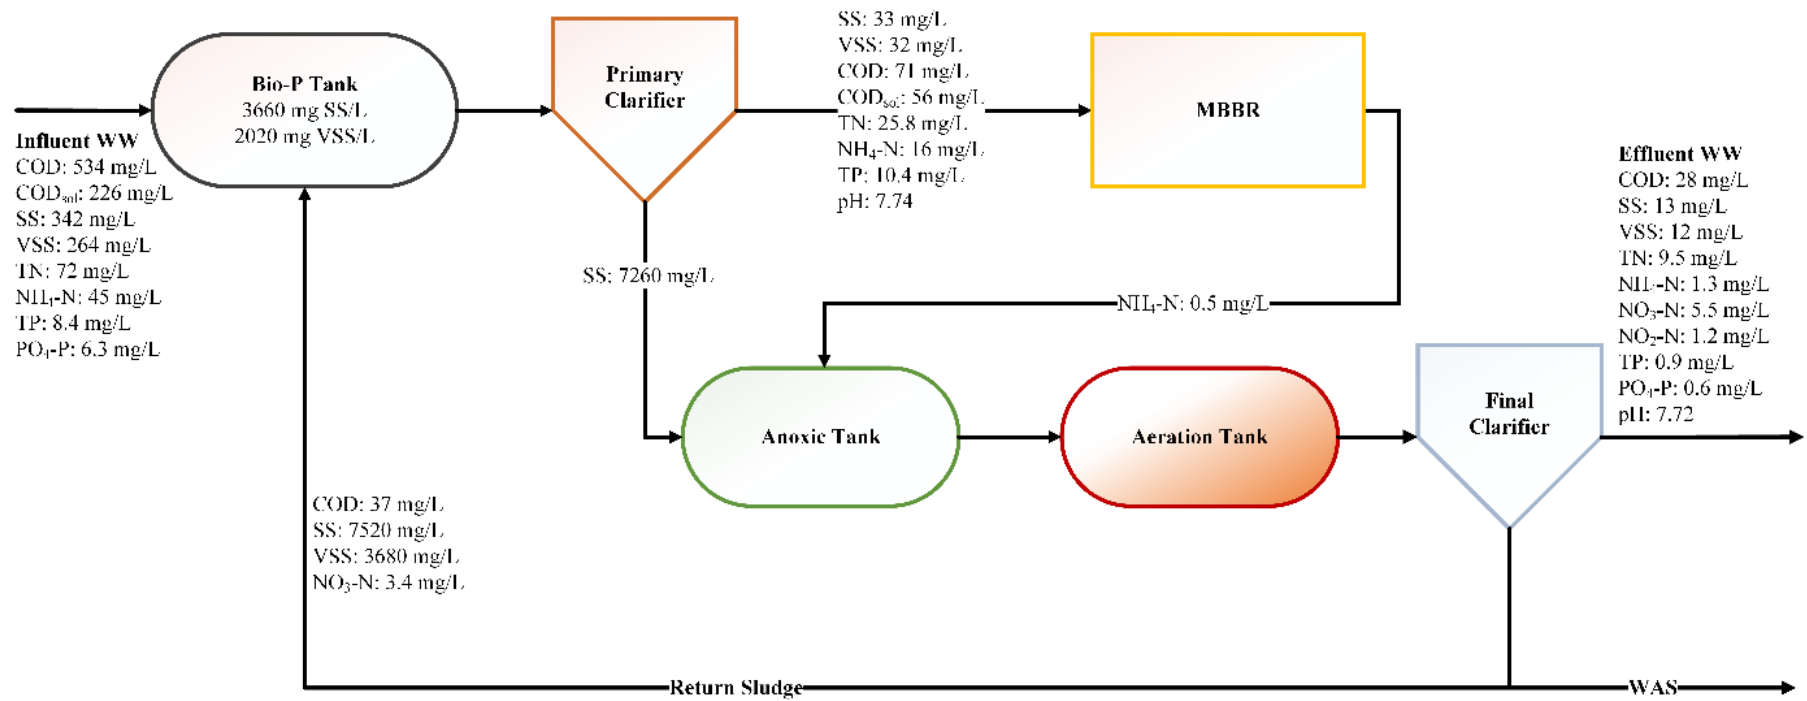 Bio-P Tank
3660 mg SS/L
2020 mg VSS/L
Influent WW
COD: 534 mg/L
CODsol: 226 mg/L
SS: 342 mg/L
VSS: 264 mg/L
TN: 72 mg/L
NH₄-N: 45 mg/L
TP: 8.4 mg/L
PO₄-P: 6.3 mg/L
Primary
Clarifier
SS: 33 mg/L
VSS: 32 mg/L
COD: 71 mg/L
CODsol: 56 mg/L
TN: 25.8 mg/L
NH₄-N: 16 mg/L
TP: 10.4 mg/L
pH: 7.74
MBBR
SS: 7260 mg/L
NH₄-N: 0.5 mg/L
Anoxic Tank
Aeration Tank
Final
Clarifier
Effluent WW
COD: 28 mg/L
SS: 13 mg/L
VSS: 12 mg/L
TN: 9.5 mg/L
NH₄-N: 1.3 mg/L
NO₃-N: 5.5 mg/L
NO₂-N: 1.2 mg/L
TP: 0.9 mg/L
PO₄-P: 0.6 mg/L
pH: 7.72
COD: 37 mg/L
SS: 7520 mg/L
VSS: 3680 mg/L
NO₃-N: 3.4 mg/L
Return Sludge
WAS